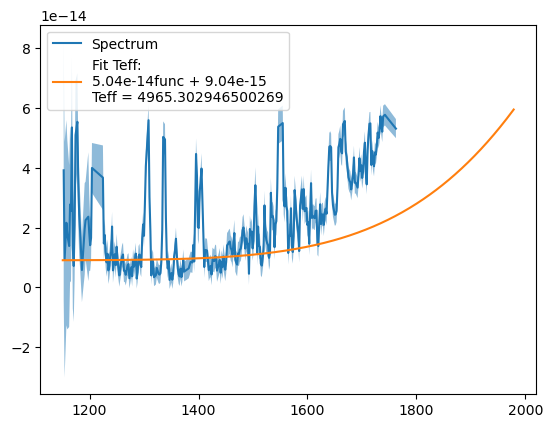 1e−14
8
6
4
2
0
−2
Spectrum
Fit Teff:
5.04e-14func + 9.04e-15
Teff = 4965.302946500269
1200
1400
1600
1800
2000